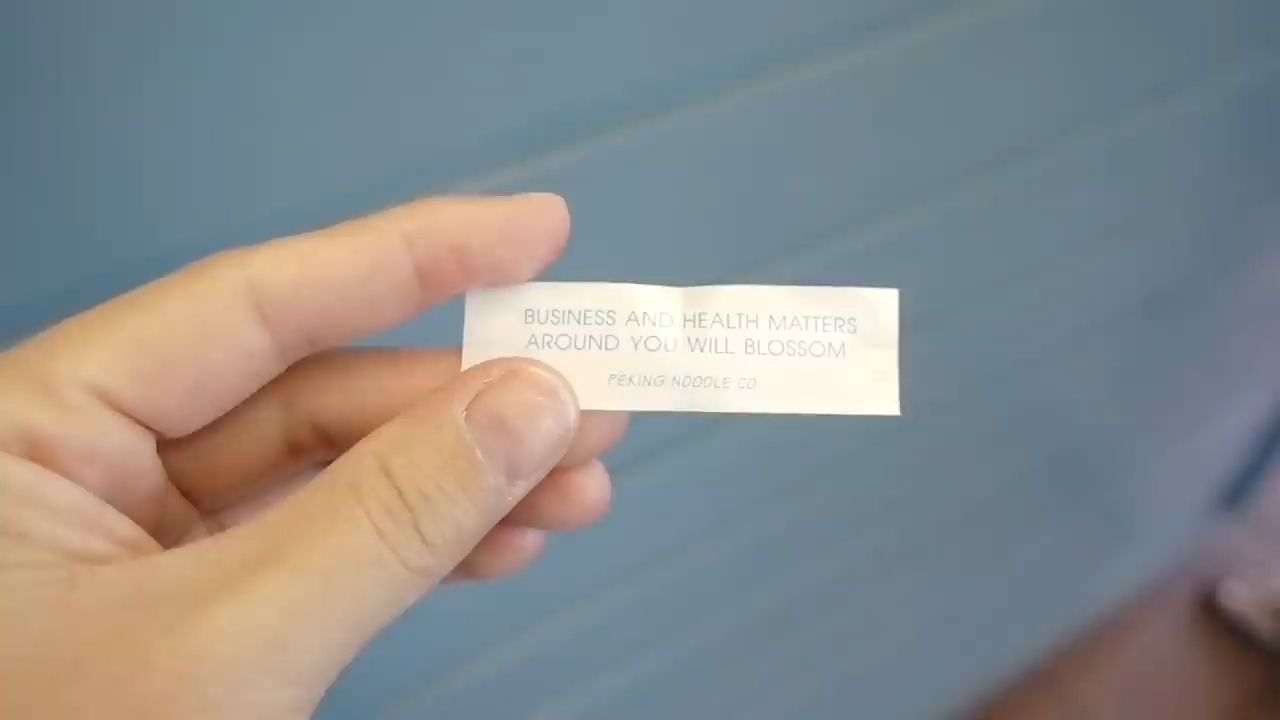 BUSINESS AND HEALTH MATTERS
AROUND YOU WILL BLOSSOM
PEKING NOODLE CO.